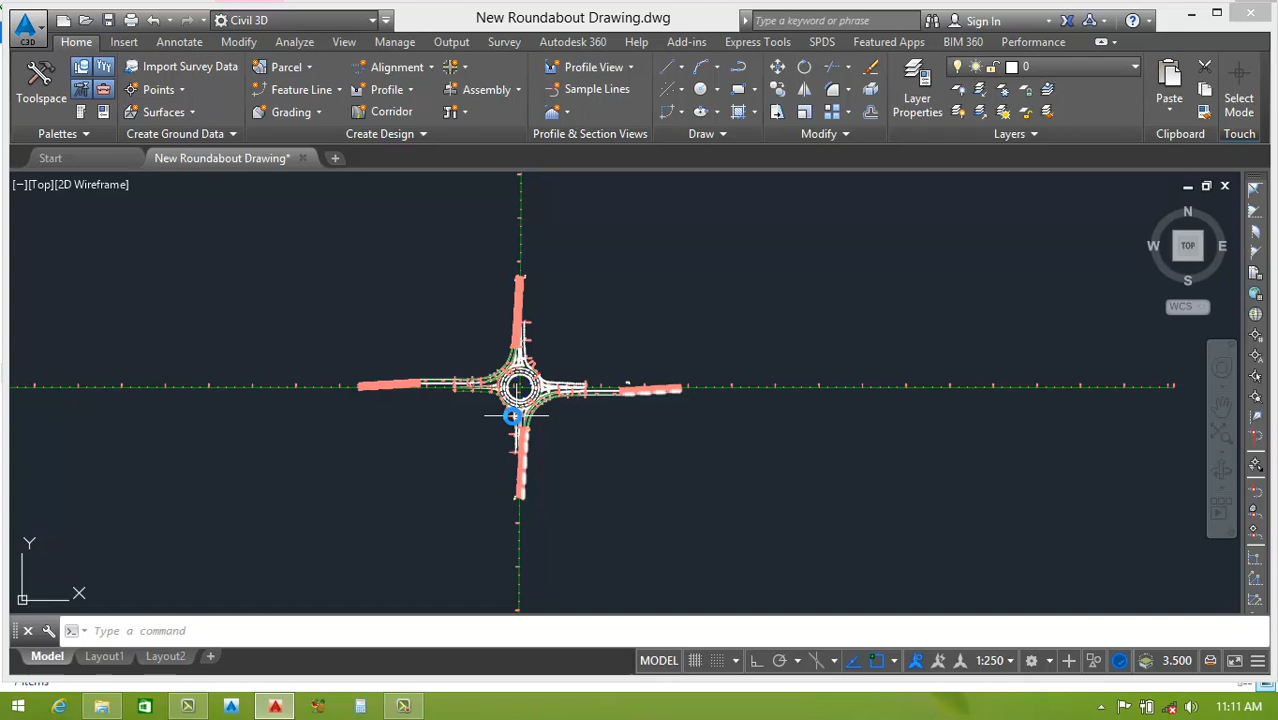 Civil 3D
New Roundabout Drawing.dwg
Type a keyword or phrase
Sign In
C3D
Home Insert Annotate Modify Analyze View Manage Output Survey Autodesk 360 Help Add-ins Express Tools SPDS Featured Apps BIM 360 Performance
Toolspace
Import Survey Data
Points
Surfaces
Parcel
Feature Line
Grading
Alignment
Profile
Corridor
Assembly
Profile View
Sample Lines
Layer
Properties
0
Paste
Select
Mode
Palettes
Create Ground Data
Create Design
Profile & Section Views
Draw
Modify
Layers
Clipboard
Touch
Start
New Roundabout Drawing*
[−][Top][2D Wireframe]
N
W
TOP
E
S
WCS
Y
X
Type a command
Model
Layout1
Layout2
MODEL
1:250
3.500
11:11 AM